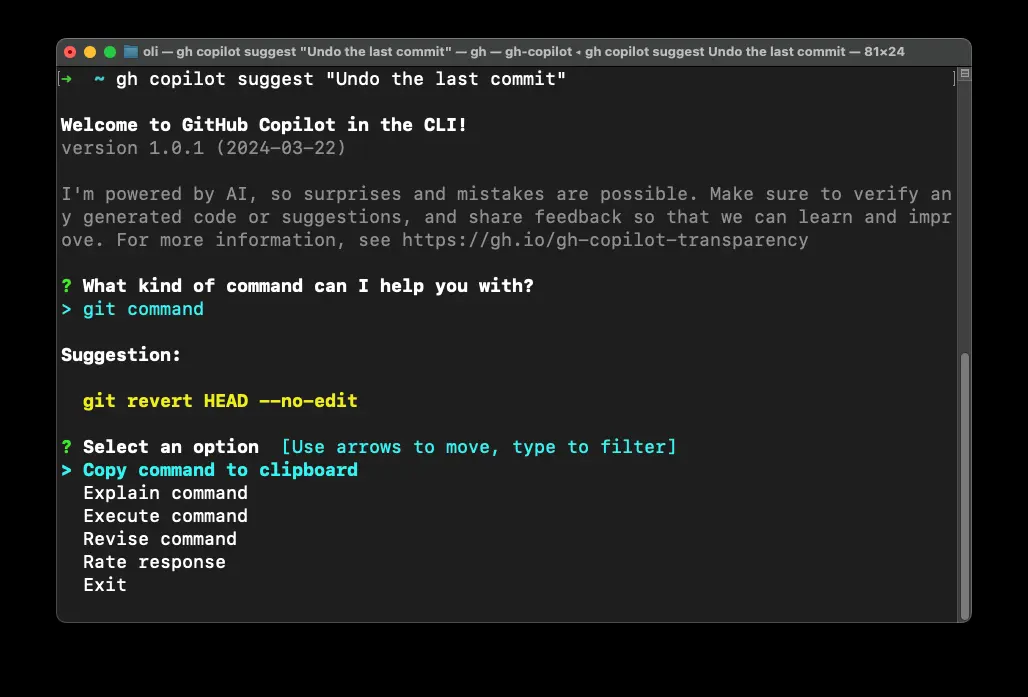 oli — gh copilot suggest "Undo the last commit" — gh — gh-copilot ◂ gh copilot suggest Undo the last commit — 81×24
[➜  ~ gh copilot suggest "Undo the last commit" ]
Welcome to GitHub Copilot in the CLI!
version 1.0.1 (2024-03-22)
I'm powered by AI, so surprises and mistakes are possible. Make sure to verify an
y generated code or suggestions, and share feedback so that we can learn and impr
ove. For more information, see https://gh.io/gh-copilot-transparency
? What kind of command can I help you with?
> git command
Suggestion:
git revert HEAD --no-edit
? Select an option  [Use arrows to move, type to filter]
> Copy command to clipboard
Explain command
Execute command
Revise command
Rate response
Exit